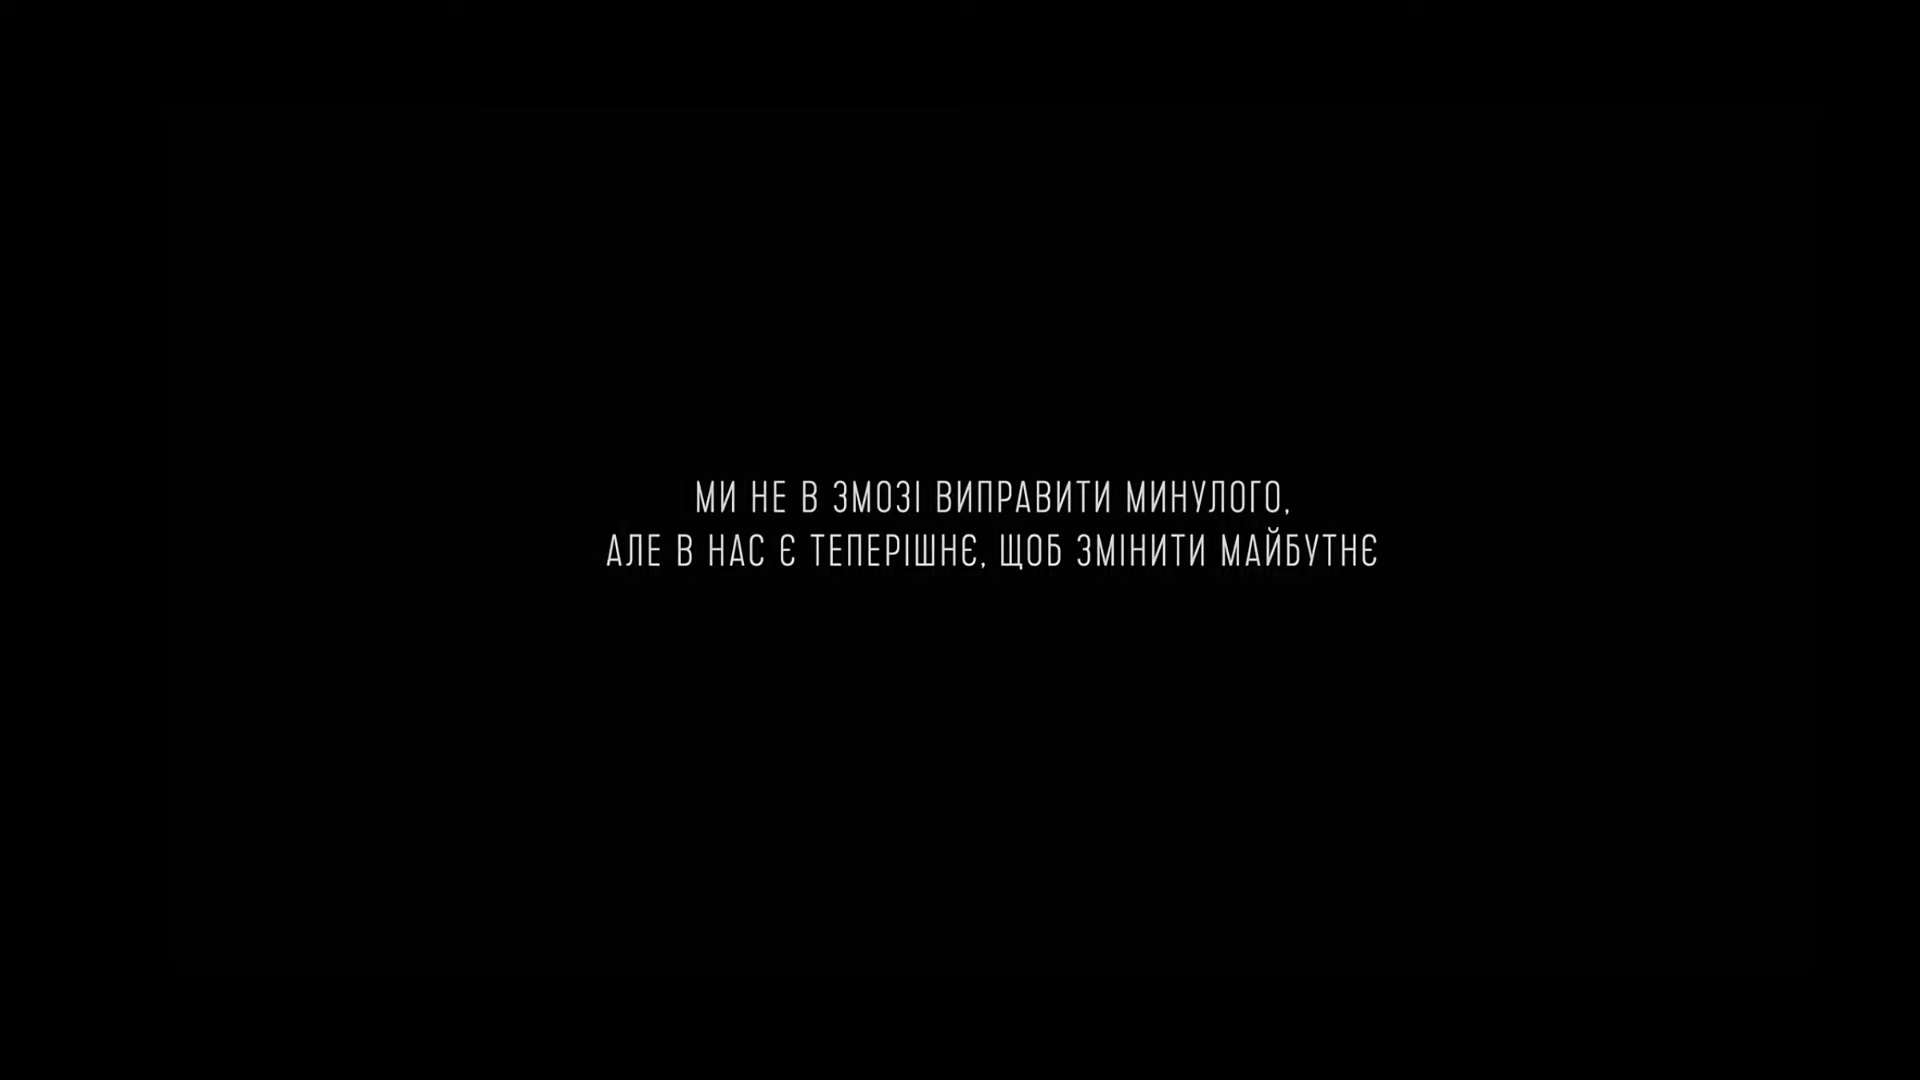 МИ НЕ В ЗМОЗІ ВИПРАВИТИ МИНУЛОГО,
АЛЕ В НАС Є ТЕПЕРІШНЄ, ЩОБ ЗМІНИТИ МАЙБУТНЄ